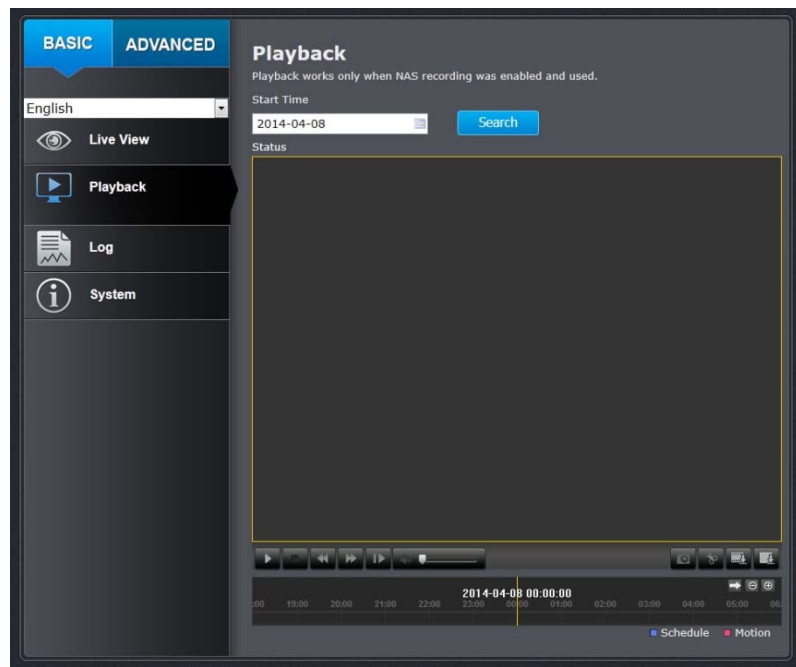 BASIC ADVANCED
English
Live View
Playback
Log
System
Playback
Playback works only when NAS recording was enabled and used.
Start Time
2014-04-08 Search
Status
2014-04-08 00:00:00
:00 19:00 20:00 21:00 22:00 23:00 00:00 01:00 02:00 03:00 04:00 05:00 06:
Schedule Motion